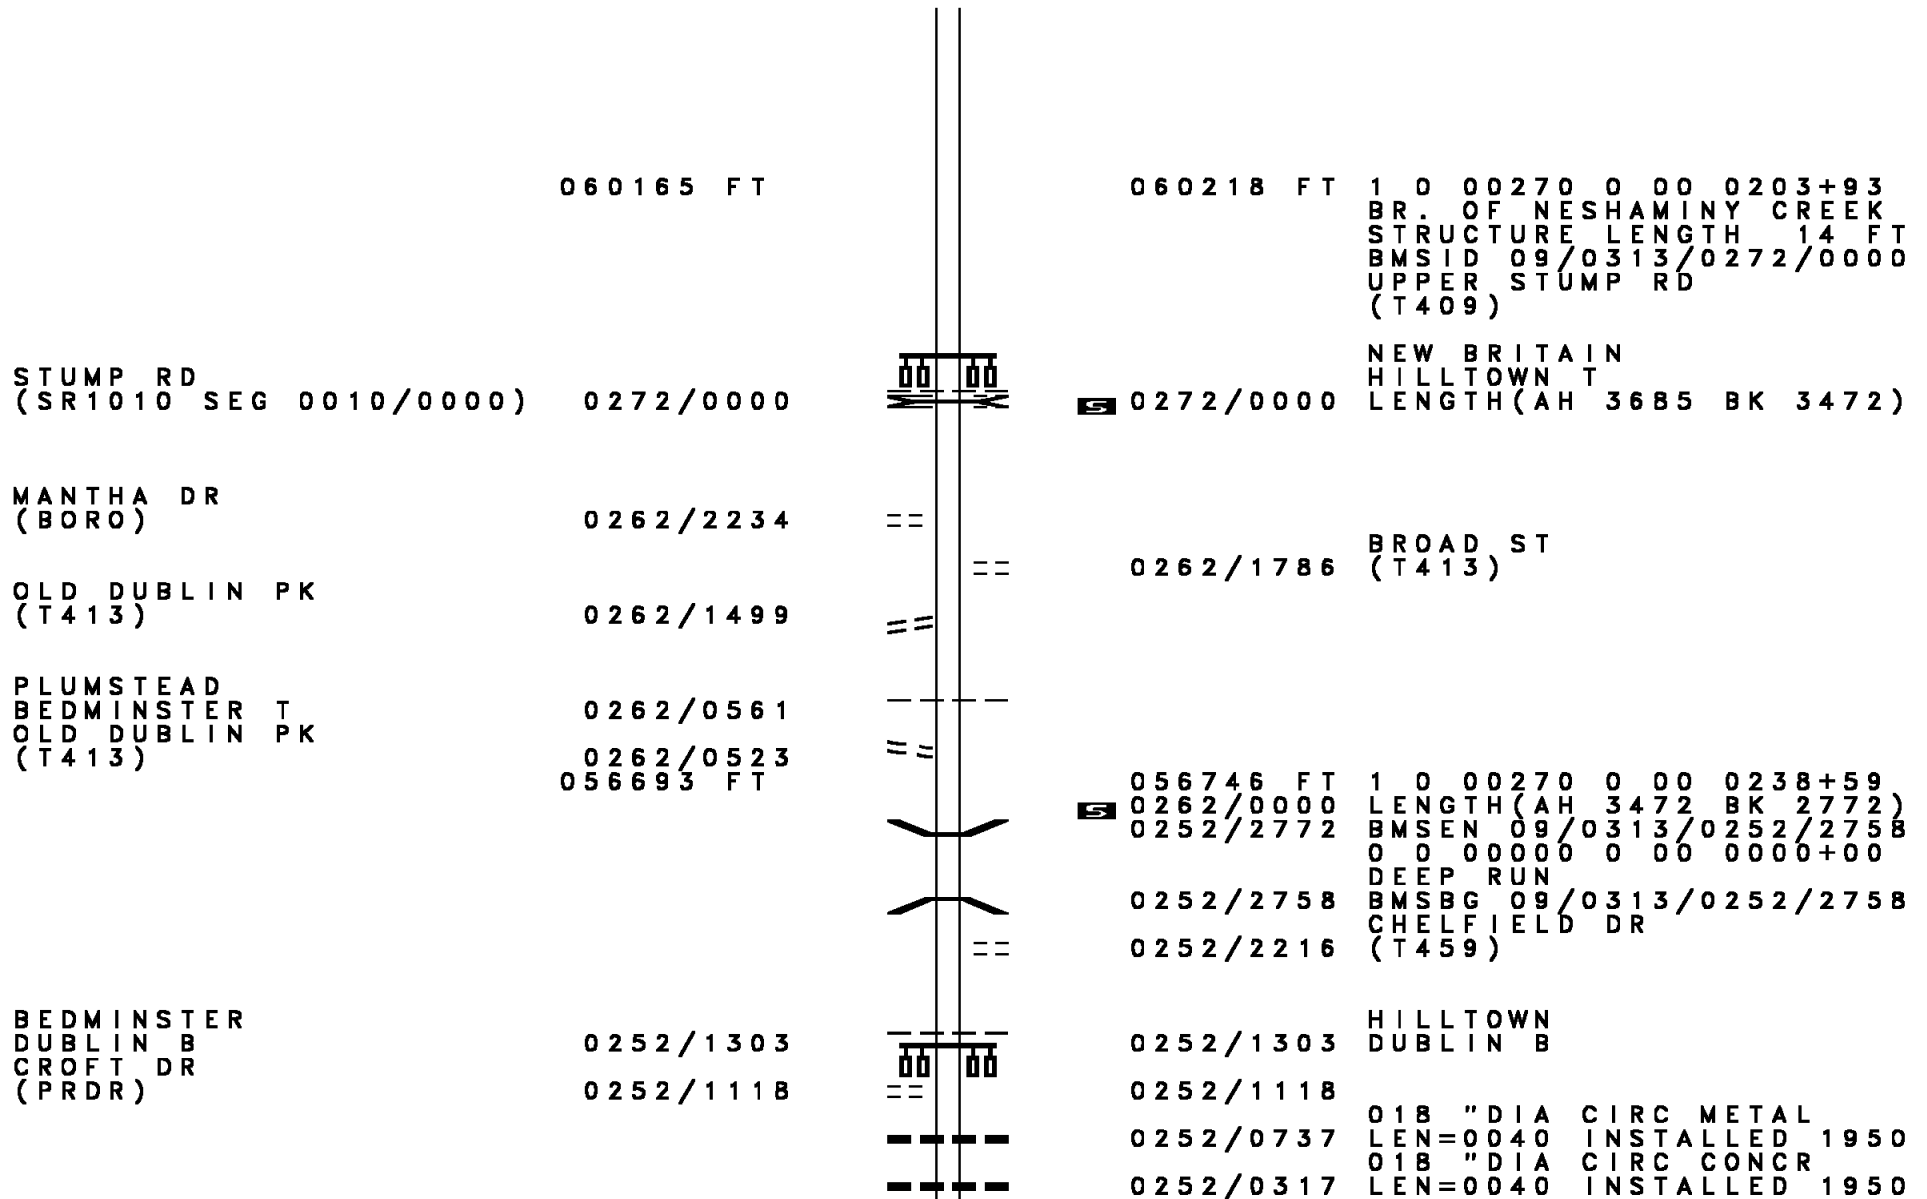 060165 FT 060218 FT 1 0 00270 0 00 0203+93
BR. OF NESHAMINY CREEK
STRUCTURE LENGTH 14 FT
BMSID 09/0313/0272/0000
UPPER STUMP RD
(T409)
NEW BRITAIN
STUMP RD HILLTOWN T
(SR1010 SEG 0010/0000) 0272/0000 S 0272/0000 LENGTH(AH 3685 BK 3472)
MANTHA DR
(BORO) 0262/2234
BROAD ST
0262/1786 (T413)
OLD DUBLIN PK
(T413) 0262/1499
PLUMSTEAD
BEDMINSTER T 0262/0561
OLD DUBLIN PK
(T413) 0262/0523
056693 FT 056746 FT 1 0 00270 0 00 0238+59
S 0262/0000 LENGTH(AH 3472 BK 2772)
0252/2772 BMSEN 09/0313/0252/2758
0 0 00000 0 00 0000+00
DEEP RUN
0252/2758 BMSBG 09/0313/0252/2758
CHELFIELD DR
0252/2216 (T459)
BEDMINSTER HILLTOWN
DUBLIN B 0252/1303 0252/1303 DUBLIN B
CROFT DR
(PRDR) 0252/1118 0252/1118
018 "DIA CIRC METAL
0252/0737 LEN=0040 INSTALLED 1950
018 "DIA CIRC CONCR
0252/0317 LEN=0040 INSTALLED 1950